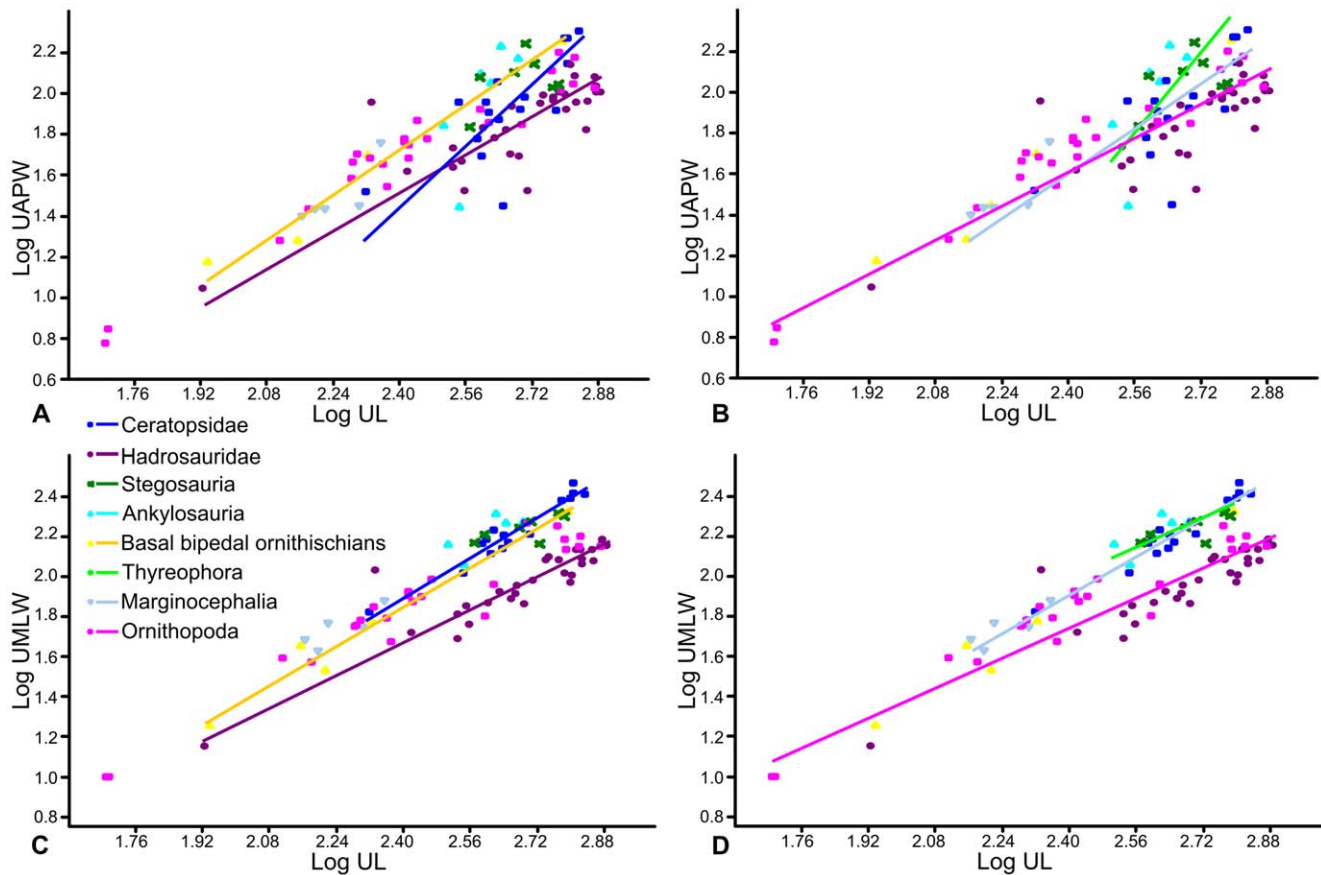 2.2
2.0
1.8
1.6
1.4
1.2
1.0
0.8
0.6
Log UAPW
1.76 1.92 2.08 2.24 2.40 2.56 2.72 2.88
A Log UL
2.2
2.0
1.8
1.6
1.4
1.2
1.0
0.8
0.6
Log UAPW
1.76 1.92 2.08 2.24 2.40 2.56 2.72 2.88
B Log UL
Ceratopsidae
Hadrosauridae
Stegosauria
Ankylosauria
Basal bipedal ornithischians
Thyreophora
Marginocephalia
Ornithopoda
2.4
2.2
2.0
1.8
1.6
1.4
1.2
1.0
0.8
Log UMLW
1.76 1.92 2.08 2.24 2.40 2.56 2.72 2.88
C Log UL
2.4
2.2
2.0
1.8
1.6
1.4
1.2
1.0
0.8
Log UMLW
1.76 1.92 2.08 2.24 2.40 2.56 2.72 2.88
D Log UL